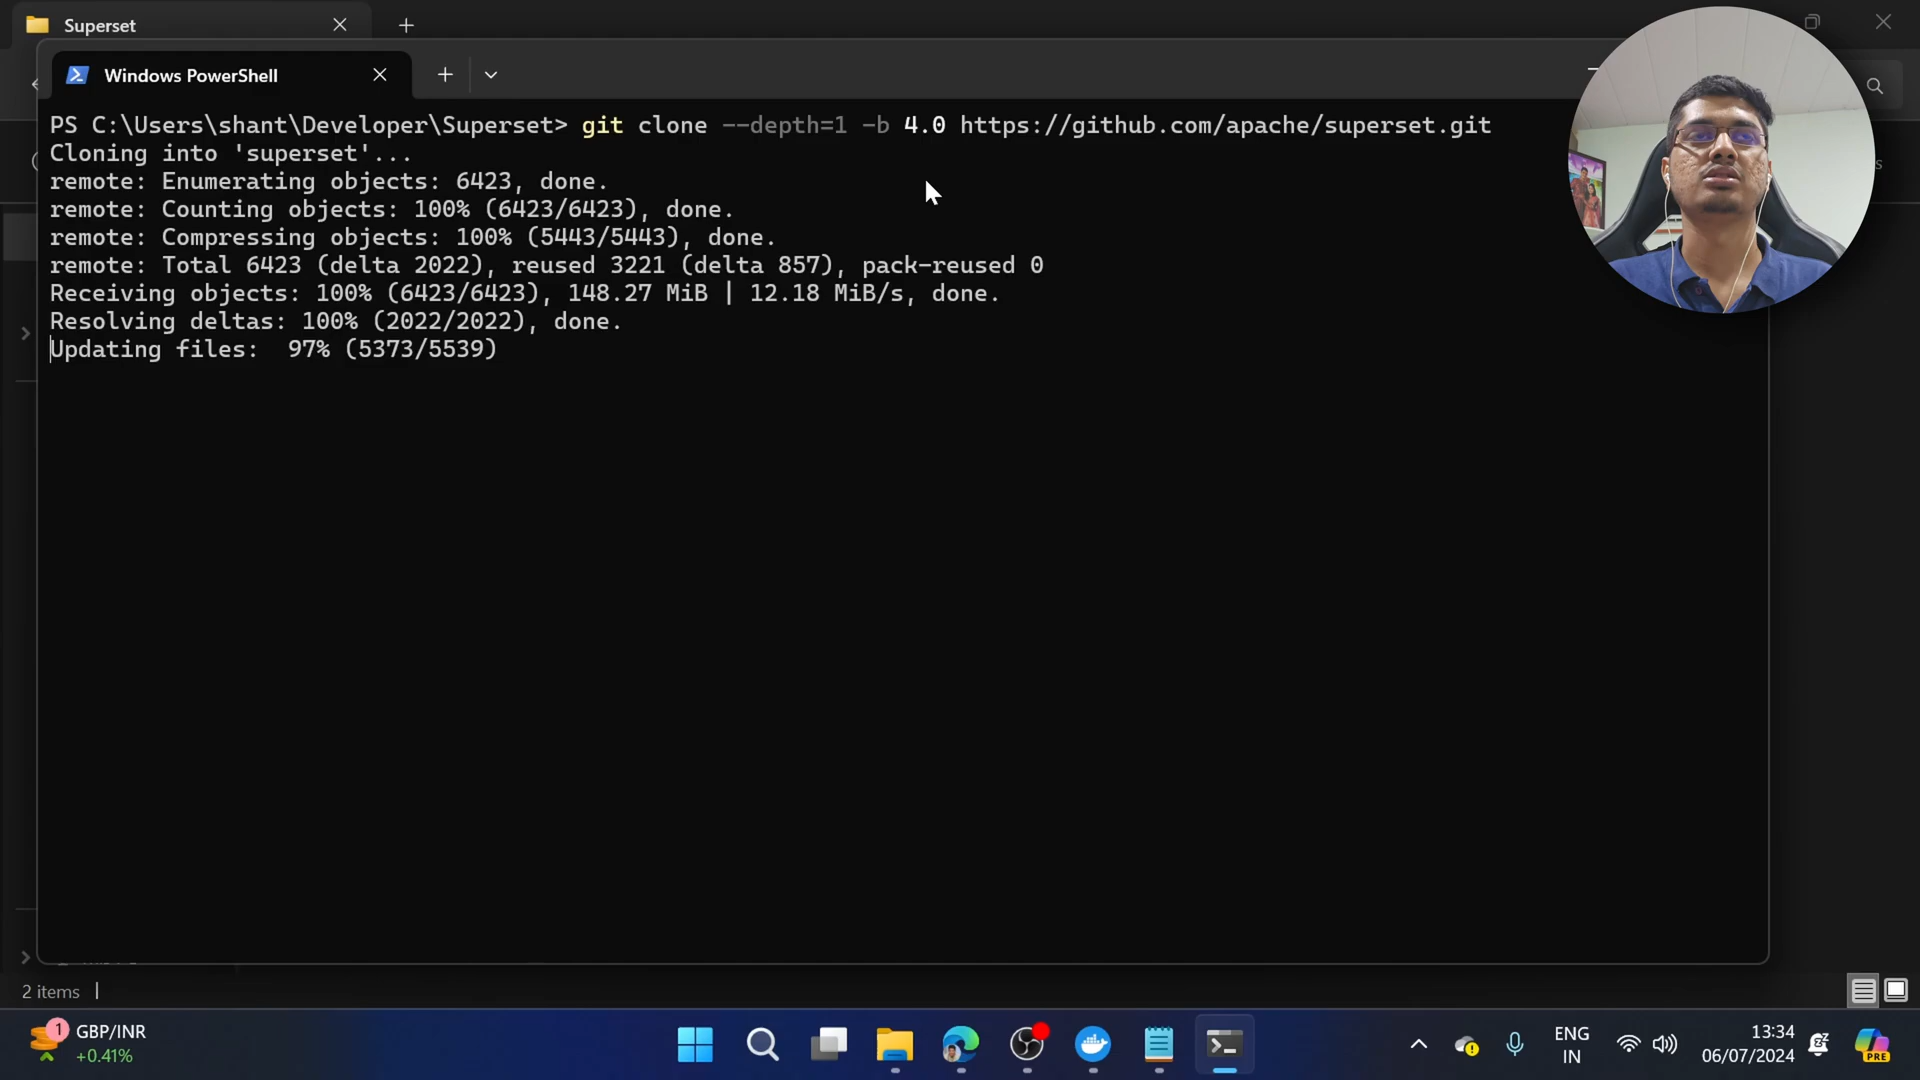 Superset
Windows PowerShell
PS C:\Users\shant\Developer\Superset> git clone --depth=1 -b 4.0 https://github.com/apache/superset.git
Cloning into 'superset'...
remote: Enumerating objects: 6423, done.
remote: Counting objects: 100% (6423/6423), done.
remote: Compressing objects: 100% (5443/5443), done.
remote: Total 6423 (delta 2022), reused 3221 (delta 857), pack-reused 0
Receiving objects: 100% (6423/6423), 148.27 MiB | 12.18 MiB/s, done.
Resolving deltas: 100% (2022/2022), done.
Updating files:  97% (5373/5539)
2 items
1
GBP/INR
+0.41%
ENG
IN
13:34
06/07/2024
PRE